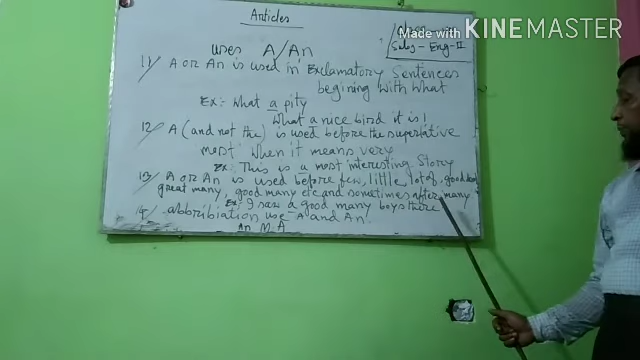 Articles
Made with KINEMASTER
Subj - Eng-II
uses A/An
11/ A or An is used in Exclamatory Sentences
begining with what
Ex:- What a pity
What a nice bird it is!
12/ A (and not the) is used before the superlative
most when it means very
Ex: This is a most interesting Story
13/ A or An is used before few, little, lot of, good deal
great many, good many etc and sometimes after many
Ex: I saw a good many boys there
14/ abbribiation use - A and An
An M.A